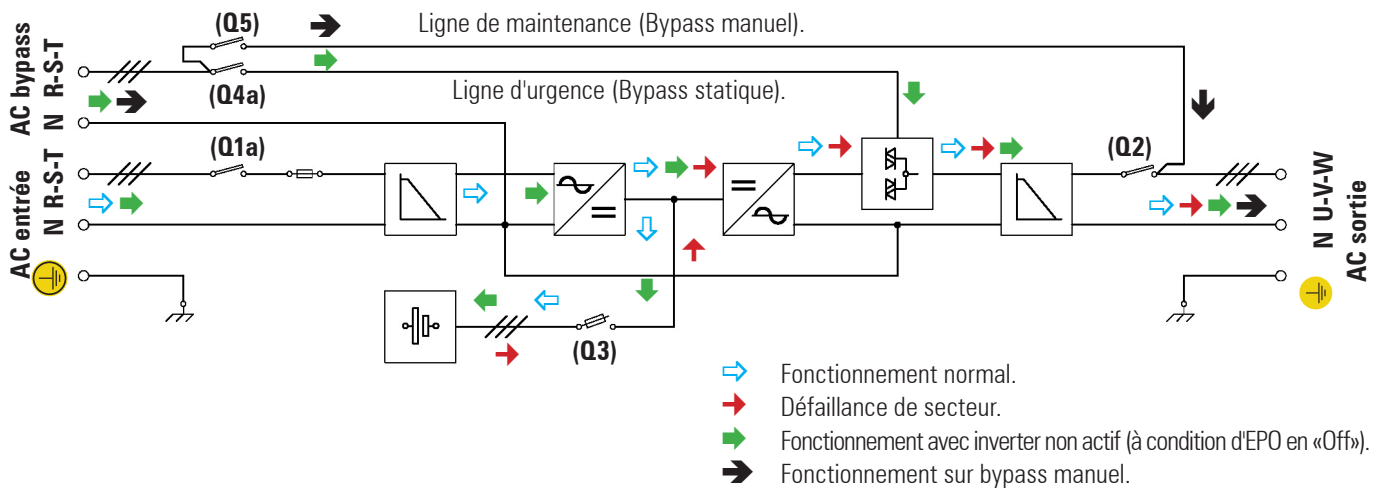 AC bypass
N R-S-T
(Q5)
Ligne de maintenance (Bypass manuel).
(Q4a)
Ligne d'urgence (Bypass statique).
AC entrée
N R-S-T
(Q1a)
(Q2)
N U-V-W
AC sortie
(Q3)
Fonctionnement normal.
Défaillance de secteur.
Fonctionnement avec inverter non actif (à condition d'EPO en «Off»).
Fonctionnement sur bypass manuel.